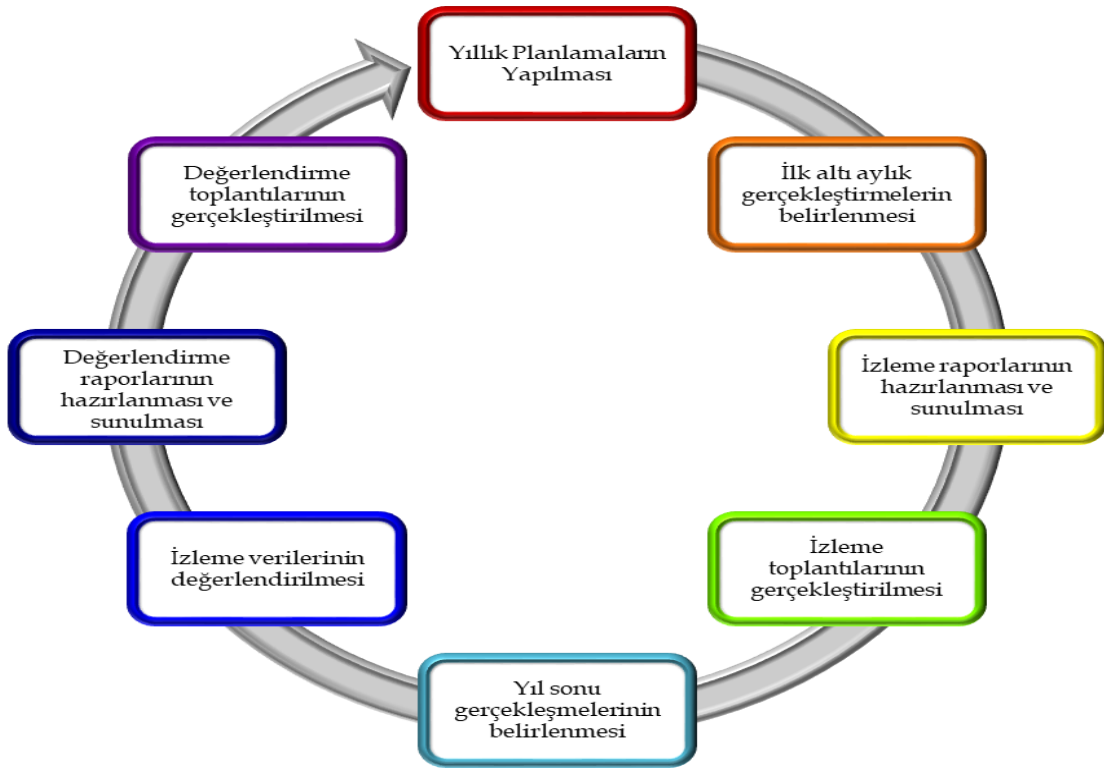 Yıllık Planlamaların
Yapılması
İlk altı aylık
gerçekleştirmelerin
belirlenmesi
İzleme raporlarının
hazırlanması ve
sunulması
İzleme
toplantılarının
gerçekleştirilmesi
Yıl sonu
gerçekleşmelerinin
belirlenmesi
İzleme verilerinin
değerlendirilmesi
Değerlendirme
raporlarının
hazırlanması ve
sunulması
Değerlendirme
toplantılarının
gerçekleştirilmesi